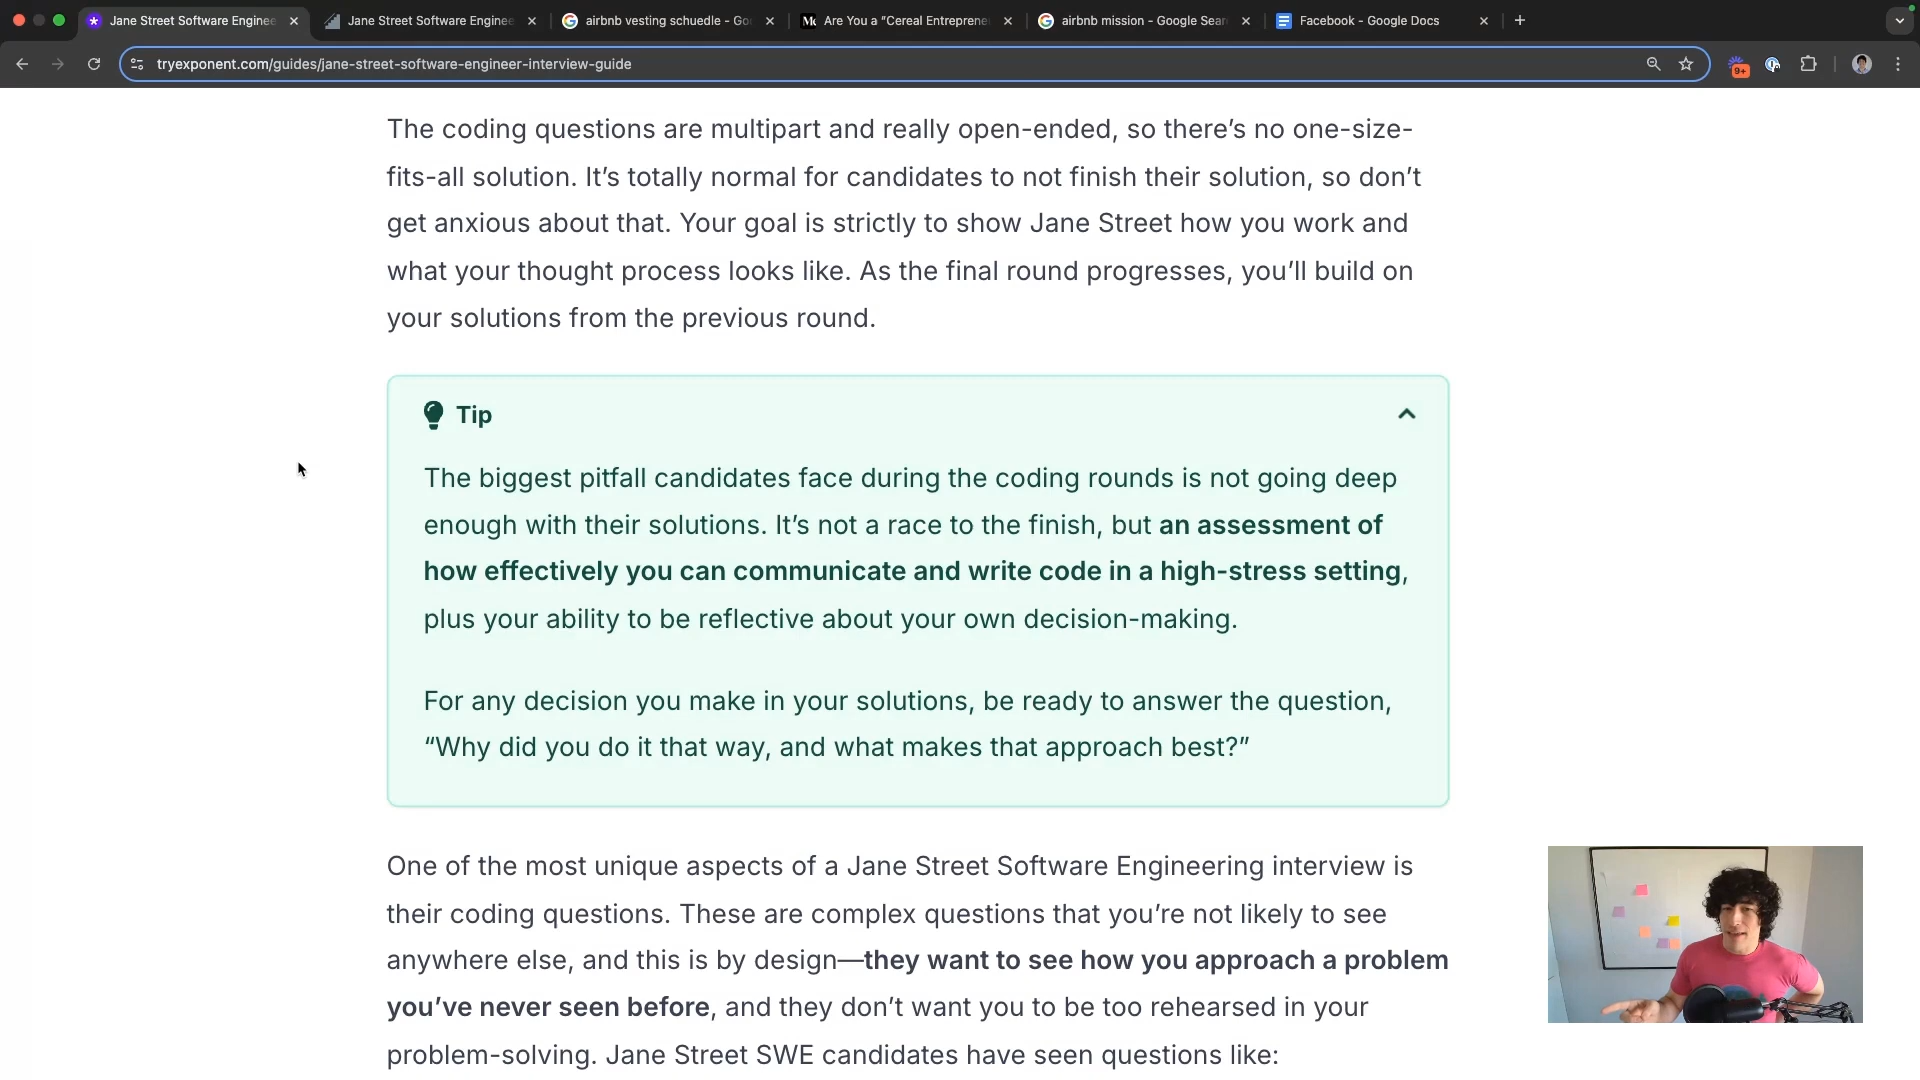 Jane Street Software Enginee
Jane Street Software Enginee
airbnb vesting schuedle - Go
Are You a “Cereal Entreprene
airbnb mission - Google Sear
Facebook - Google Docs
tryexponent.com/guides/jane-street-software-engineer-interview-guide
9+
The coding questions are multipart and really open-ended, so there’s no one-size-
fits-all solution. It’s totally normal for candidates to not finish their solution, so don’t
get anxious about that. Your goal is strictly to show Jane Street how you work and
what your thought process looks like. As the final round progresses, you’ll build on
your solutions from the previous round.
Tip
The biggest pitfall candidates face during the coding rounds is not going deep
enough with their solutions. It’s not a race to the finish, but an assessment of
how effectively you can communicate and write code in a high-stress setting,
plus your ability to be reflective about your own decision-making.
For any decision you make in your solutions, be ready to answer the question,
“Why did you do it that way, and what makes that approach best?”
One of the most unique aspects of a Jane Street Software Engineering interview is
their coding questions. These are complex questions that you’re not likely to see
anywhere else, and this is by design—they want to see how you approach a problem
you’ve never seen before, and they don’t want you to be too rehearsed in your
problem-solving. Jane Street SWE candidates have seen questions like: